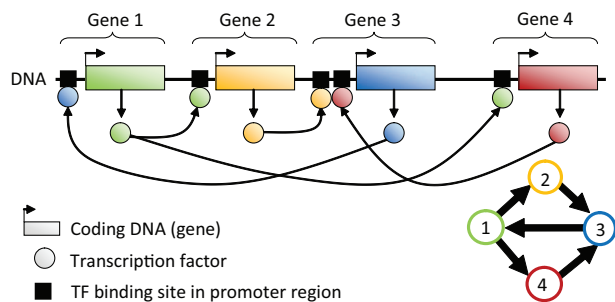 Gene 1 Gene 2 Gene 3 Gene 4
DNA
2
1 3
4
Coding DNA (gene)
Transcription factor
TF binding site in promoter region